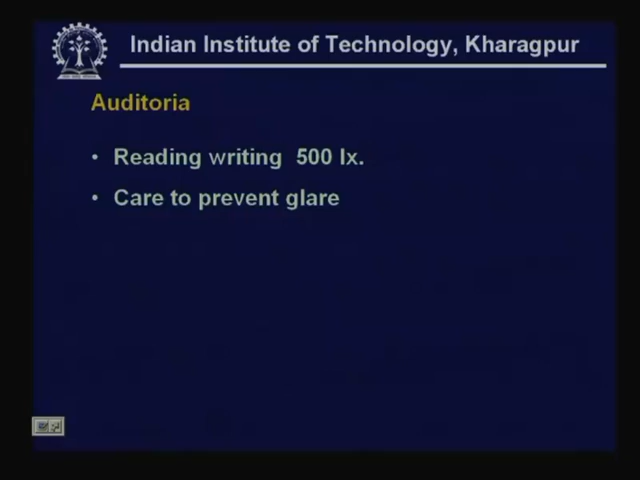 Indian Institute of Technology, Kharagpur
Auditoria
• Reading writing 500 lx.
• Care to prevent glare